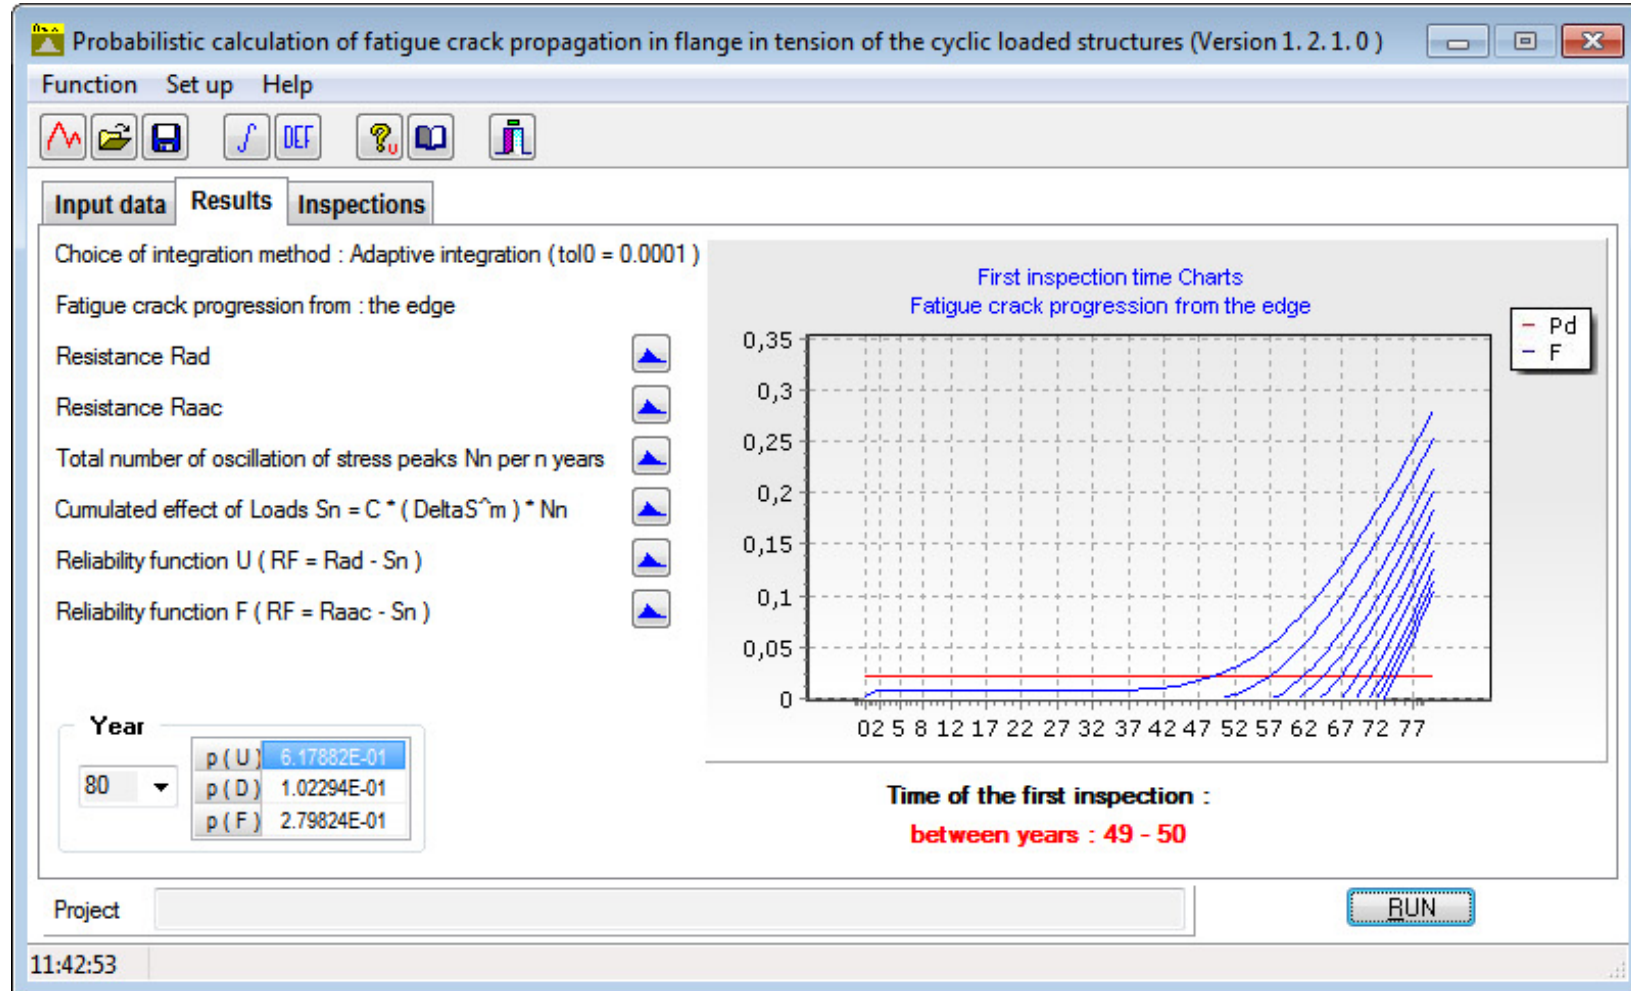 Probabilistic calculation of fatigue crack propagation in flange in tension of the cyclic loaded structures (Version 1. 2. 1. 0 )
Function Set up Help
DEF
Input data Results Inspections
Choice of integration method : Adaptive integration ( tol0 = 0.0001 )
Fatigue crack progression from : the edge
Resistance Rad
Resistance Raac
Total number of oscillation of stress peaks Nn per n years
Cumulated effect of Loads Sn = C * ( DeltaS^m ) * Nn
Reliability function U ( RF = Rad - Sn )
Reliability function F ( RF = Raac - Sn )
Year
80
p ( U ) 6.17882E-01
p ( D ) 1.02294E-01
p ( F ) 2.79824E-01
First inspection time Charts
Fatigue crack progression from the edge
Pd
F
0,35
0,3
0,25
0,2
0,15
0,1
0,05
0
0 2 5 8 12 17 22 27 32 37 42 47 52 57 62 67 72 77
Time of the first inspection :
between years : 49 - 50
Project
RUN
11:42:53